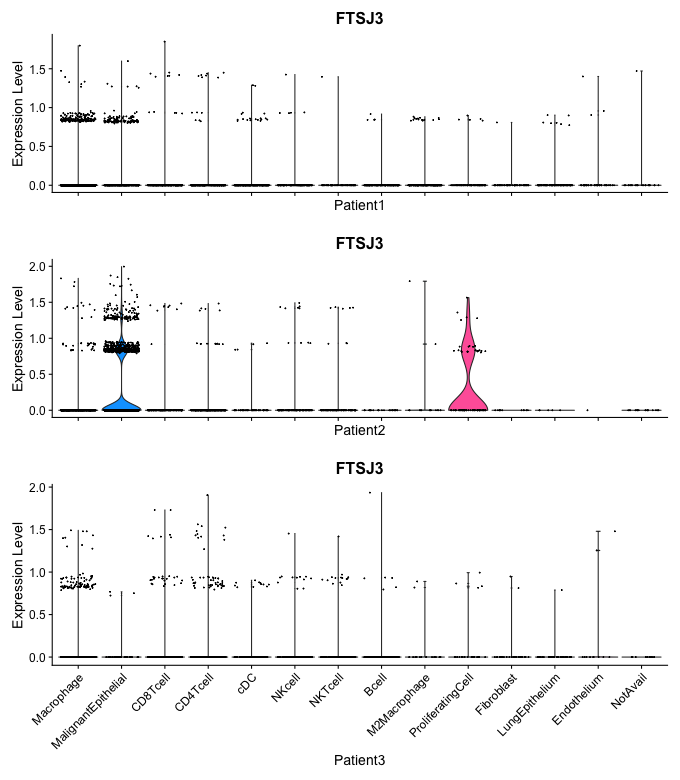 FTSJ3
Expression Level
1.5
1.0
0.5
0.0
Patient1
FTSJ3
Expression Level
2.0
1.5
1.0
0.5
0.0
Patient2
FTSJ3
Expression Level
2.0
1.5
1.0
0.5
0.0
Macrophage
MalignantEpithelial
CD8Tcell
CD4Tcell
cDC
NKcell
NKTcell
Bcell
M2Macrophage
ProliferatingCell
Fibroblast
LungEpithelium
Endothelium
NotAvail
Patient3